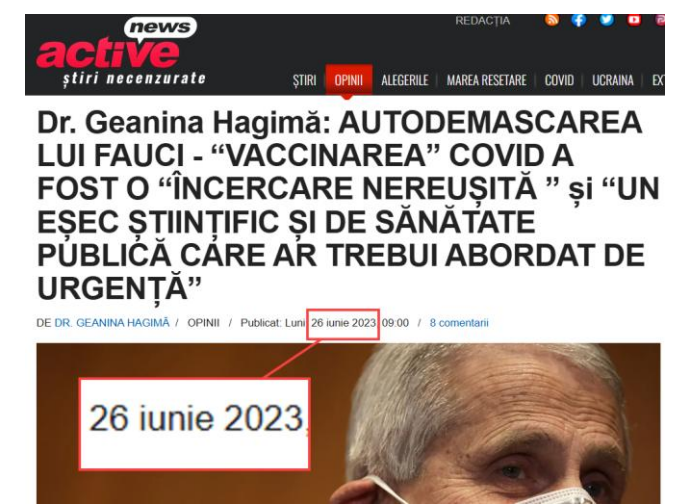 news
active
știri necenzurate
REDACȚIA
ȘTIRI | OPINII | ALEGERILE | MAREA RESETARE | COVID | UCRAINA | EX
Dr. Geanina Hagimă: AUTODEMASCAREA
LUI FAUCI - “VACCINAREA” COVID A
FOST O “ÎNCERCARE NEREUȘITĂ ” și “UN
EȘEC ȘTIINȚIFIC ȘI DE SĂNĂTATE
PUBLICĂ CARE AR TREBUI ABORDAT DE
URGENȚĂ”
DE DR. GEANINA HAGIMĂ / OPINII / Publicat: Luni, 26 iunie 2023, 09:00 / 8 comentarii
26 iunie 2023,